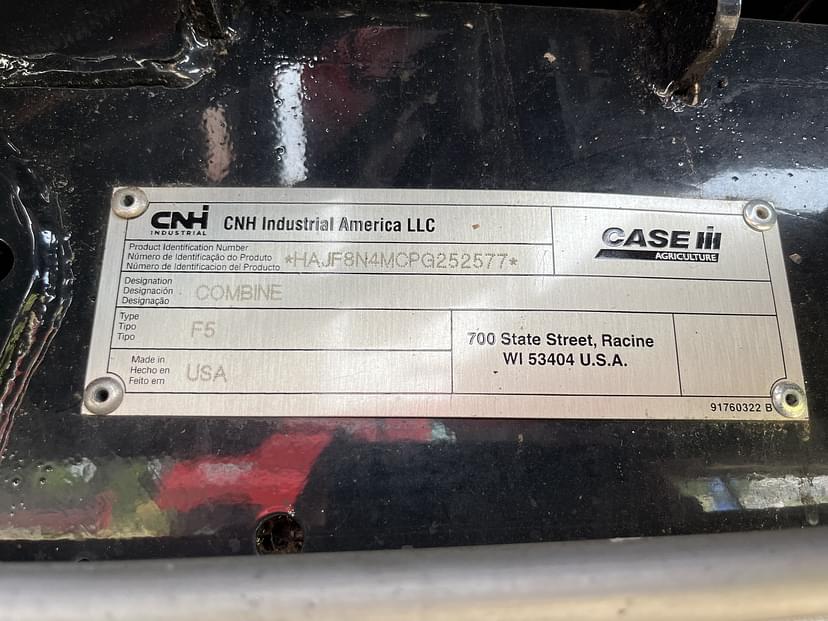 CNH
INDUSTRIAL
CNH Industrial America LLC
CASE IH
AGRICULTURE
Product Identification Number
Número de Identificação do Produto
Número de Identificacion del Producto
*HAJF8N4MCPG252577*
Designation
Designación
Designação
COMBINE
Type
Tipo
Tipo
F5
700 State Street, Racine
WI 53404 U.S.A.
Made in
Hecho en
Feito em
USA
91760322 B